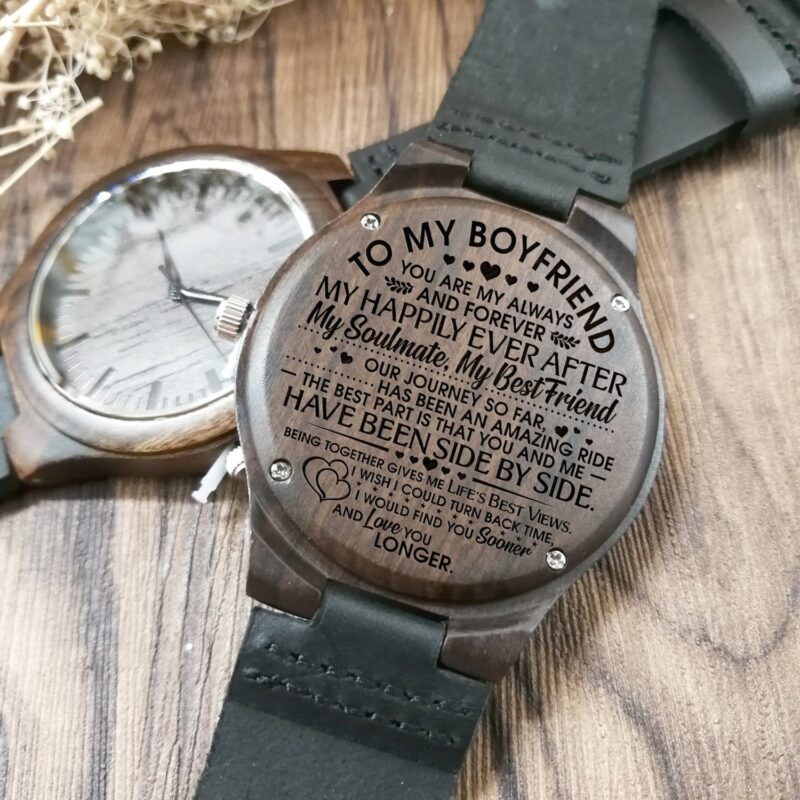 TO MY BOYFRIEND
YOU ARE MY ALWAYS
AND FOREVER
MY HAPPILY EVER AFTER
My Soulmate, My Best Friend
OUR JOURNEY SO FAR,
HAS BEEN AN AMAZING RIDE
THE BEST PART IS THAT YOU AND ME
HAVE BEEN SIDE BY SIDE.
BEING TOGETHER GIVES ME LIFE'S BEST VIEWS.
I WISH I COULD TURN BACK TIME,
I WOULD FIND YOU Sooner
AND Love YOU
LONGER.